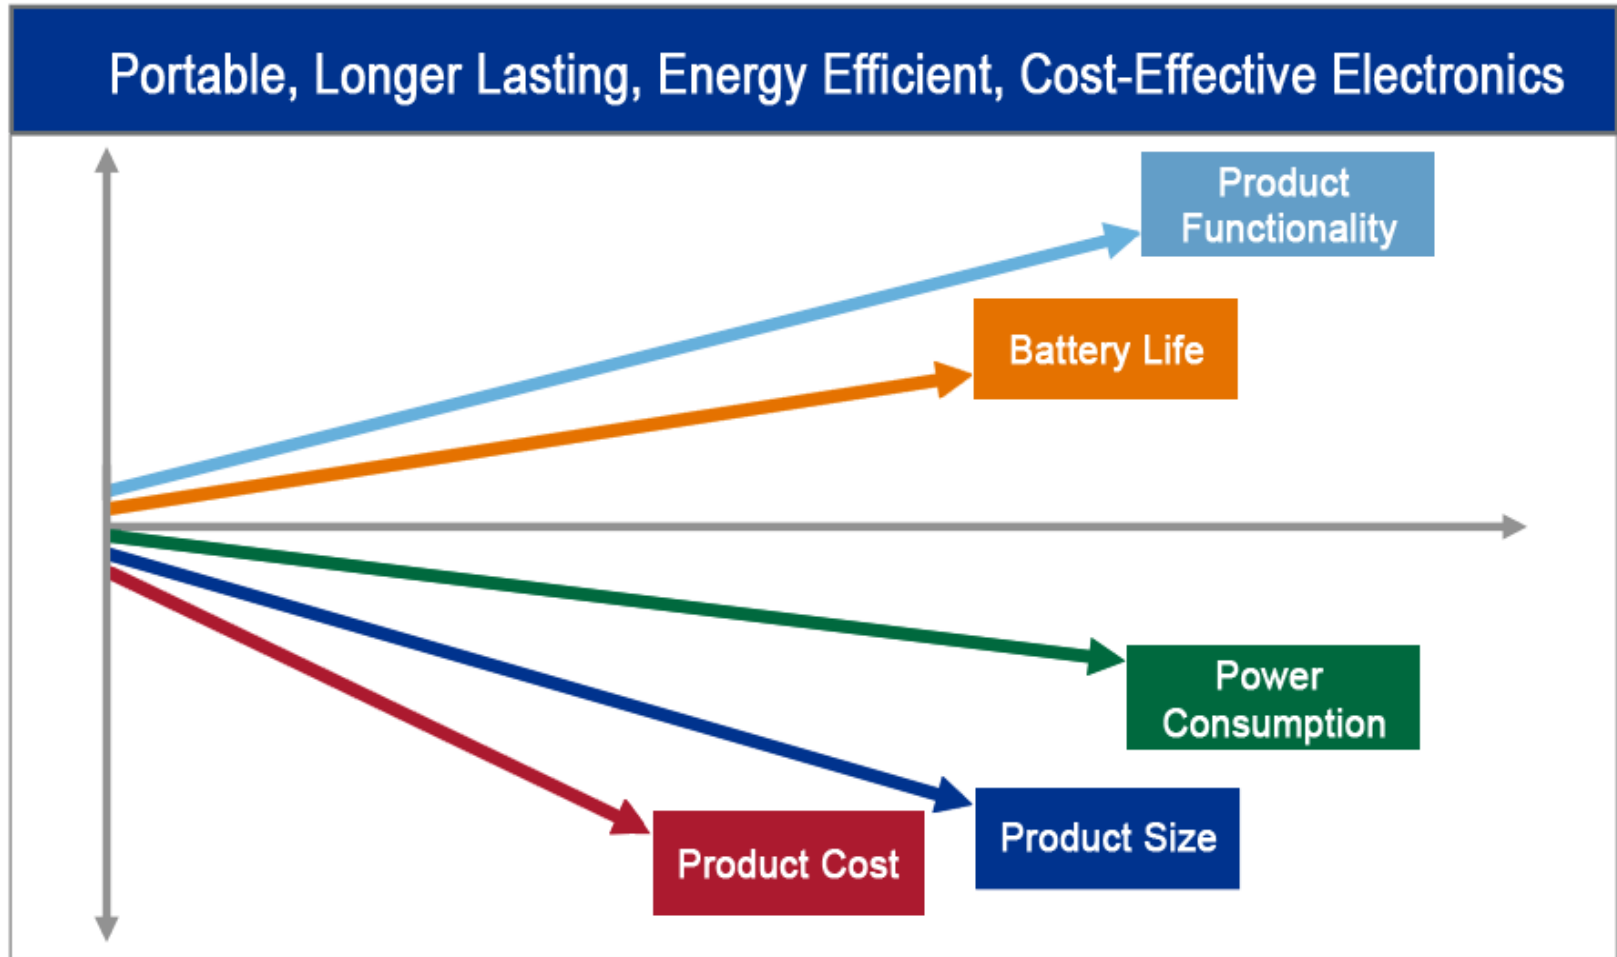 Portable, Longer Lasting, Energy Efficient, Cost-Effective Electronics
Product
Functionality
Battery Life
Power
Consumption
Product Size
Product Cost